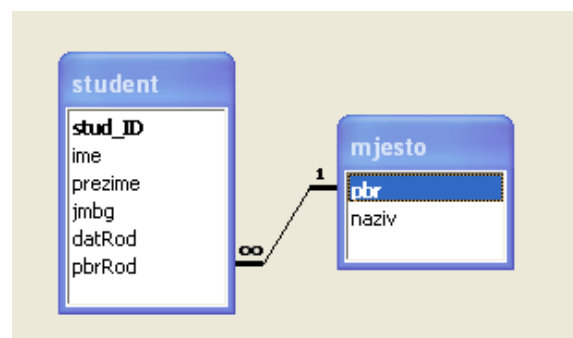 student
stud_ID
ime
prezime
jmbg
datRod
pbrRod
∞
1
mjesto
pbr
naziv